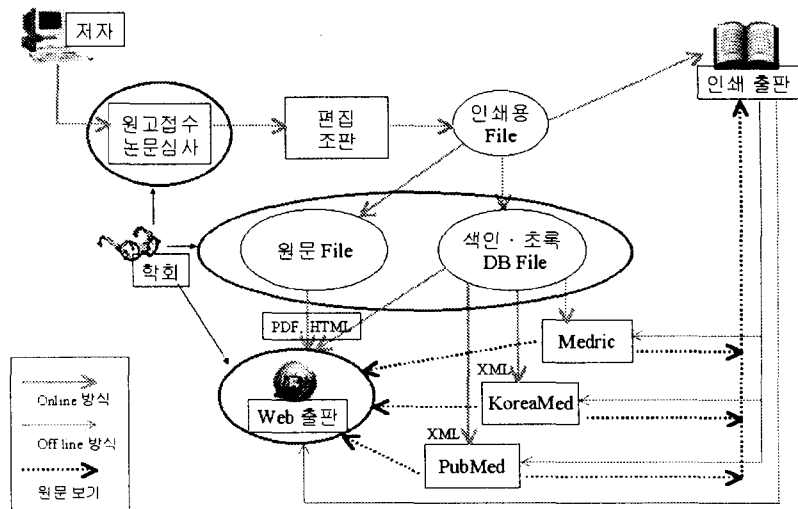 저자
인쇄 출판
원고접수
논문심사
편집
조판
인쇄용
File
원문 File
색인 · 초록
DB File
학회
PDF, HTML
Medric
XML
KoreaMed
Web 출판
XML
PubMed
Online 방식
Off line 방식
원문 보기